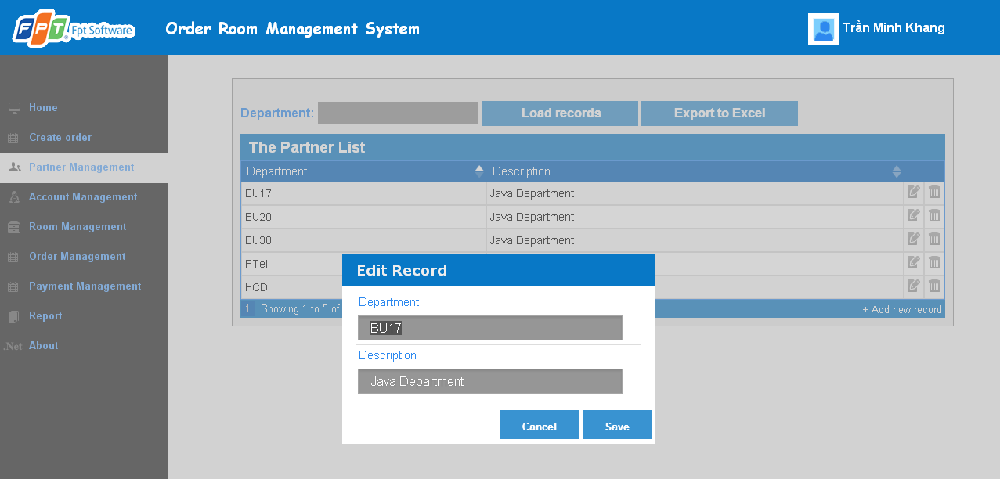 FPT Fpt Software
Order Room Management System
Trần Minh Khang
Home
Create order
Partner Management
Account Management
Room Management
Order Management
Payment Management
Report
.Net About
Department:
Load records
Export to Excel
The Partner List
Department Description
BU17 Java Department
BU20 Java Department
BU38 Java Department
FTel
HCD
1 Showing 1 to 5 of
+ Add new record
Edit Record
Department
BU17
Description
Java Department
Cancel Save